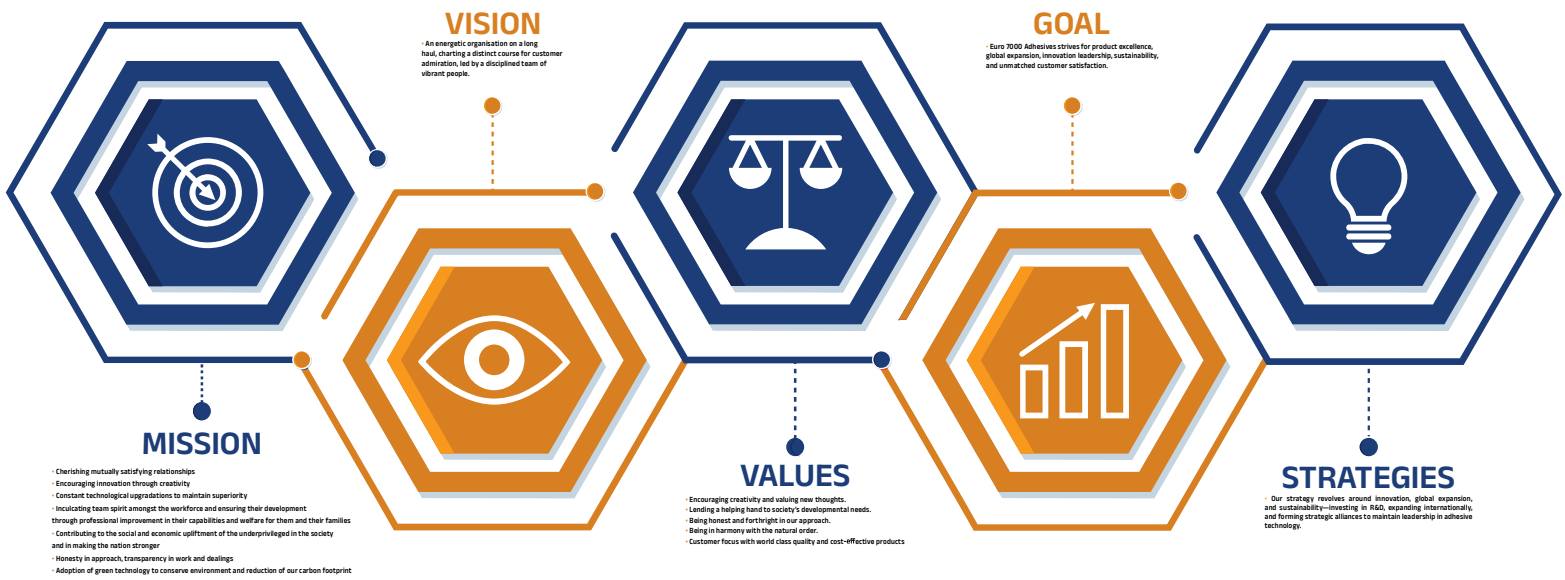 MISSION
• Cherishing mutually satisfying relationships
• Encouraging innovation through creativity
• Constant technological upgradations to maintain superiority
• Inculcating team spirit amongst the workforce and ensuring their development
through professional improvement in their capabilities and welfare for them and their families
• Contributing to the social and economic upliftment of the underprivileged in the society
and in making the nation stronger
• Honesty in approach, transparency in work and dealings
• Adoption of green technology to conserve environment and reduction of our carbon footprint
VISION
• An energetic organisation on a long
haul, charting a distinct course for customer
admiration, led by a disciplined team of
vibrant people.
VALUES
• Encouraging creativity and valuing new thoughts.
• Lending a helping hand to society's developmental needs.
• Being honest and forthright in our approach.
• Being in harmony with the natural order.
• Customer focus with world class quality and cost-effective products
GOAL
• Euro 7000 Adhesives strives for product excellence,
global expansion, innovation leadership, sustainability,
and unmatched customer satisfaction.
STRATEGIES
• Our strategy revolves around innovation, global expansion,
and sustainability—investing in R&D, expanding internationally,
and forming strategic alliances to maintain leadership in adhesive
technology.